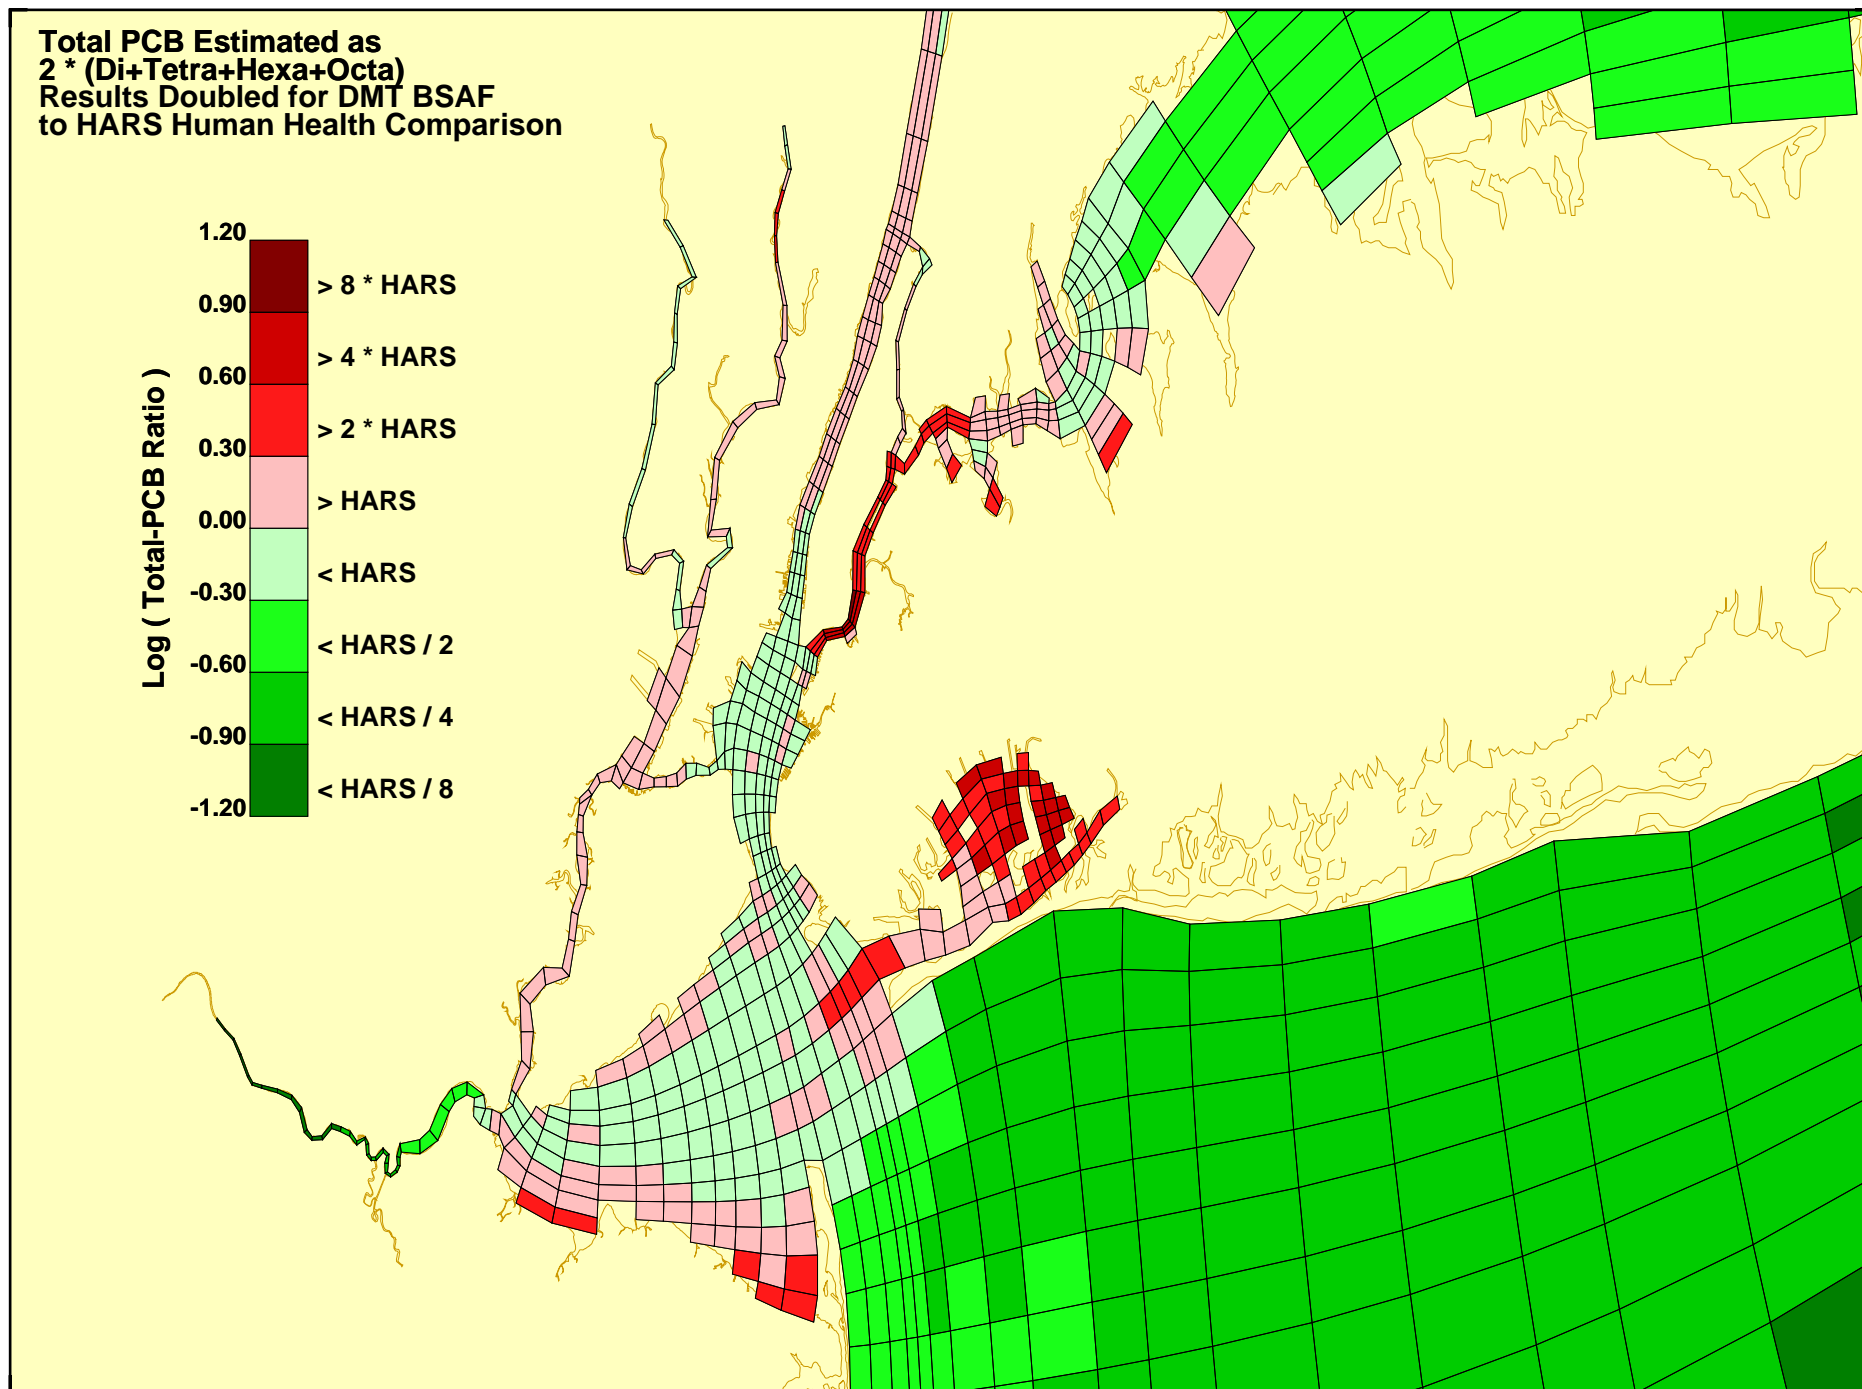 Total PCB Estimated as
2 * (Di+Tetra+Hexa+Octa)
Results Doubled for DMT BSAF
to HARS Human Health Comparison
Log ( Total-PCB Ratio )
1.20
> 8 * HARS
0.90
> 4 * HARS
0.60
> 2 * HARS
0.30
> HARS
0.00
< HARS
-0.30
< HARS / 2
-0.60
< HARS / 4
-0.90
< HARS / 8
-1.20